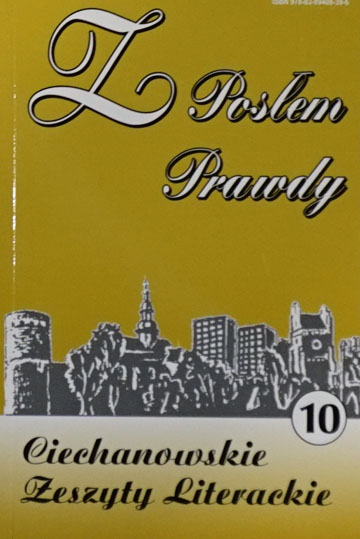 Z Posłem
Prawdy
10
Ciechanowskie
Zeszyty Literackie